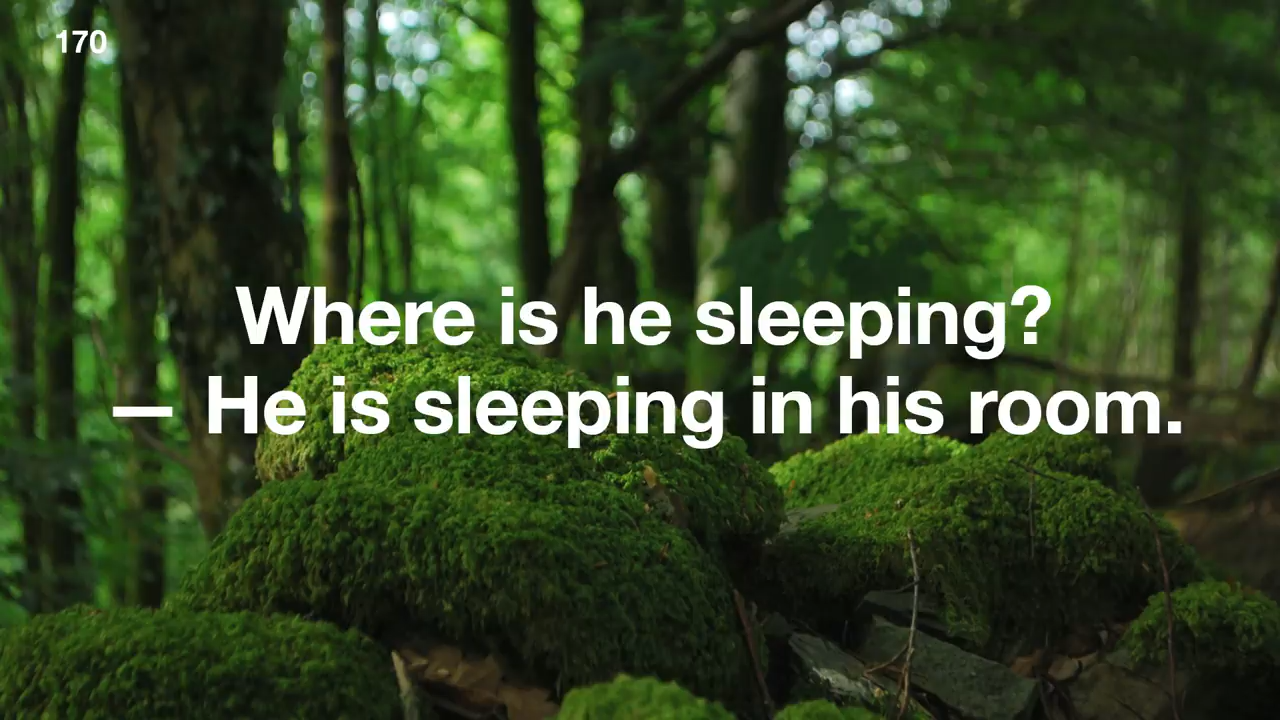 170
Where is he sleeping?
— He is sleeping in his room.